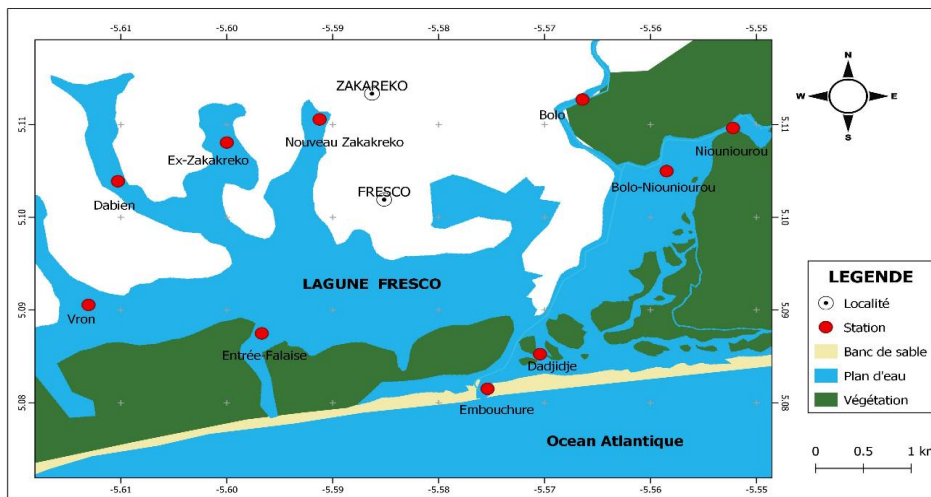 -5.61 -5.60 -5.59 -5.58 -5.57 -5.56 -5.55
ZAKAREKO
N
W E
S
Bolo
5.11 5.11
Nouveau Zakakreko
Niouniourou
Ex-Zakakreko
Bolo-Niouniourou
FRESCO
Dabien
5.10 5.10
LAGUNE FRESCO
LEGENDE
Localité
Station
Banc de sable
Plan d'eau
Végétation
5.09 5.09
Vron
Entrée-Falaise
Dadjidje
5.08 5.08
Embouchure
Ocean Atlantique
0 0.5 1 km
-5.61 -5.60 -5.59 -5.58 -5.57 -5.56 -5.55